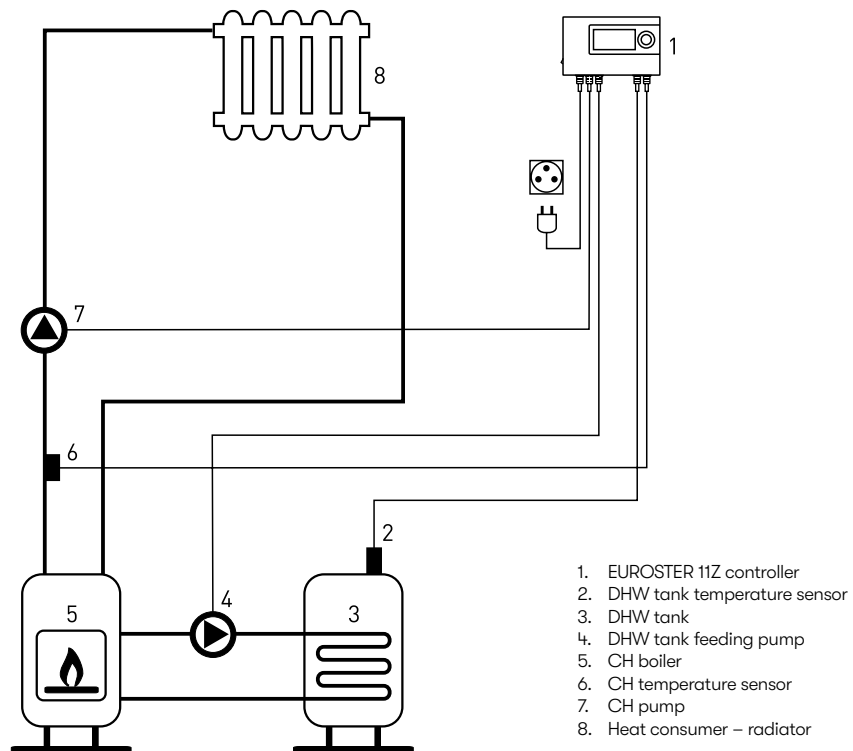 8
1
7
6
2
4
5
3
1. EUROSTER 11Z controller
2. DHW tank temperature sensor
3. DHW tank
4. DHW tank feeding pump
5. CH boiler
6. CH temperature sensor
7. CH pump
8. Heat consumer – radiator